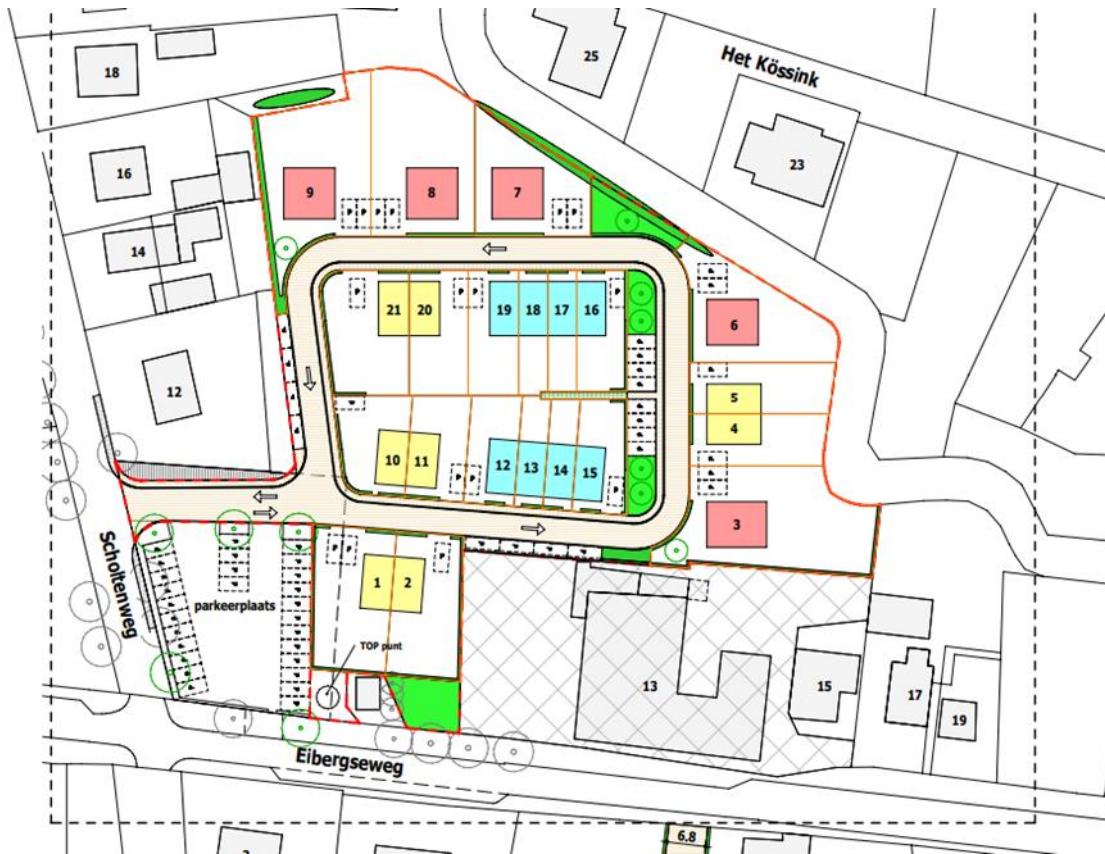 18
25
Het Kössink
23
16
14
12
9
8
7
P P P P
P P
6
P
21 20
P P
19 18 17 16
P
5
4
10 11
P P
12 13 14 15
P
3
Scholtenweg
parkeerplaats
P P
1 2
P
TOP punt
13
15
17
19
Eibergseweg
6.8